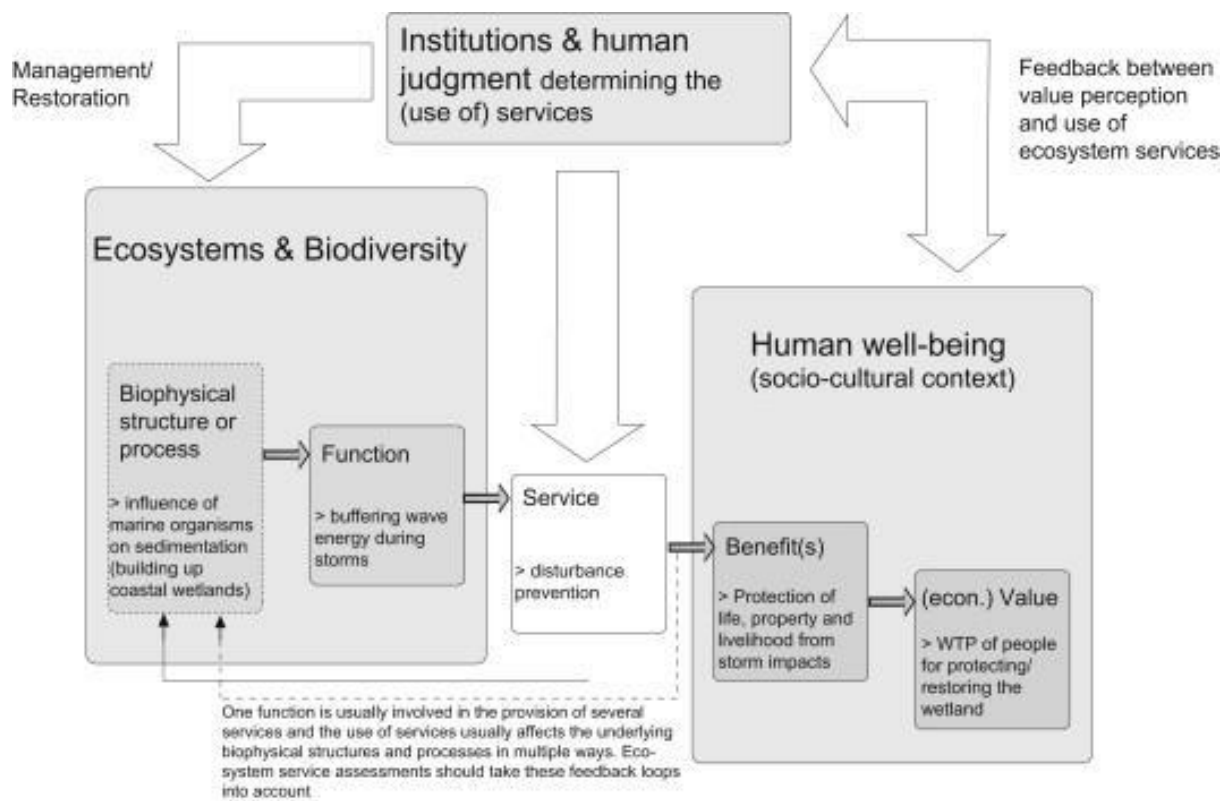 Institutions & human
judgment determining the
(use of) services
Management/
Restoration
Feedback between
value perception
and use of
ecosystem services
Ecosystems & Biodiversity
Biophysical
structure or
process
> influence of
marine organisms
on sedimentation
(building up
coastal wetlands)
Function
> buffering wave
energy during
storms
Service
> disturbance
prevention
Human well-being
(socio-cultural context)
Benefit(s)
> Protection of
life, property and
livelihood from
storm impacts
(econ.) Value
> WTP of people
for protecting/
restoring the
wetland
One function is usually involved in the provision of several
services and the use of services usually affects the underlying
biophysical structures and processes in multiple ways. Eco-
system service assessments should take these feedback loops
into account